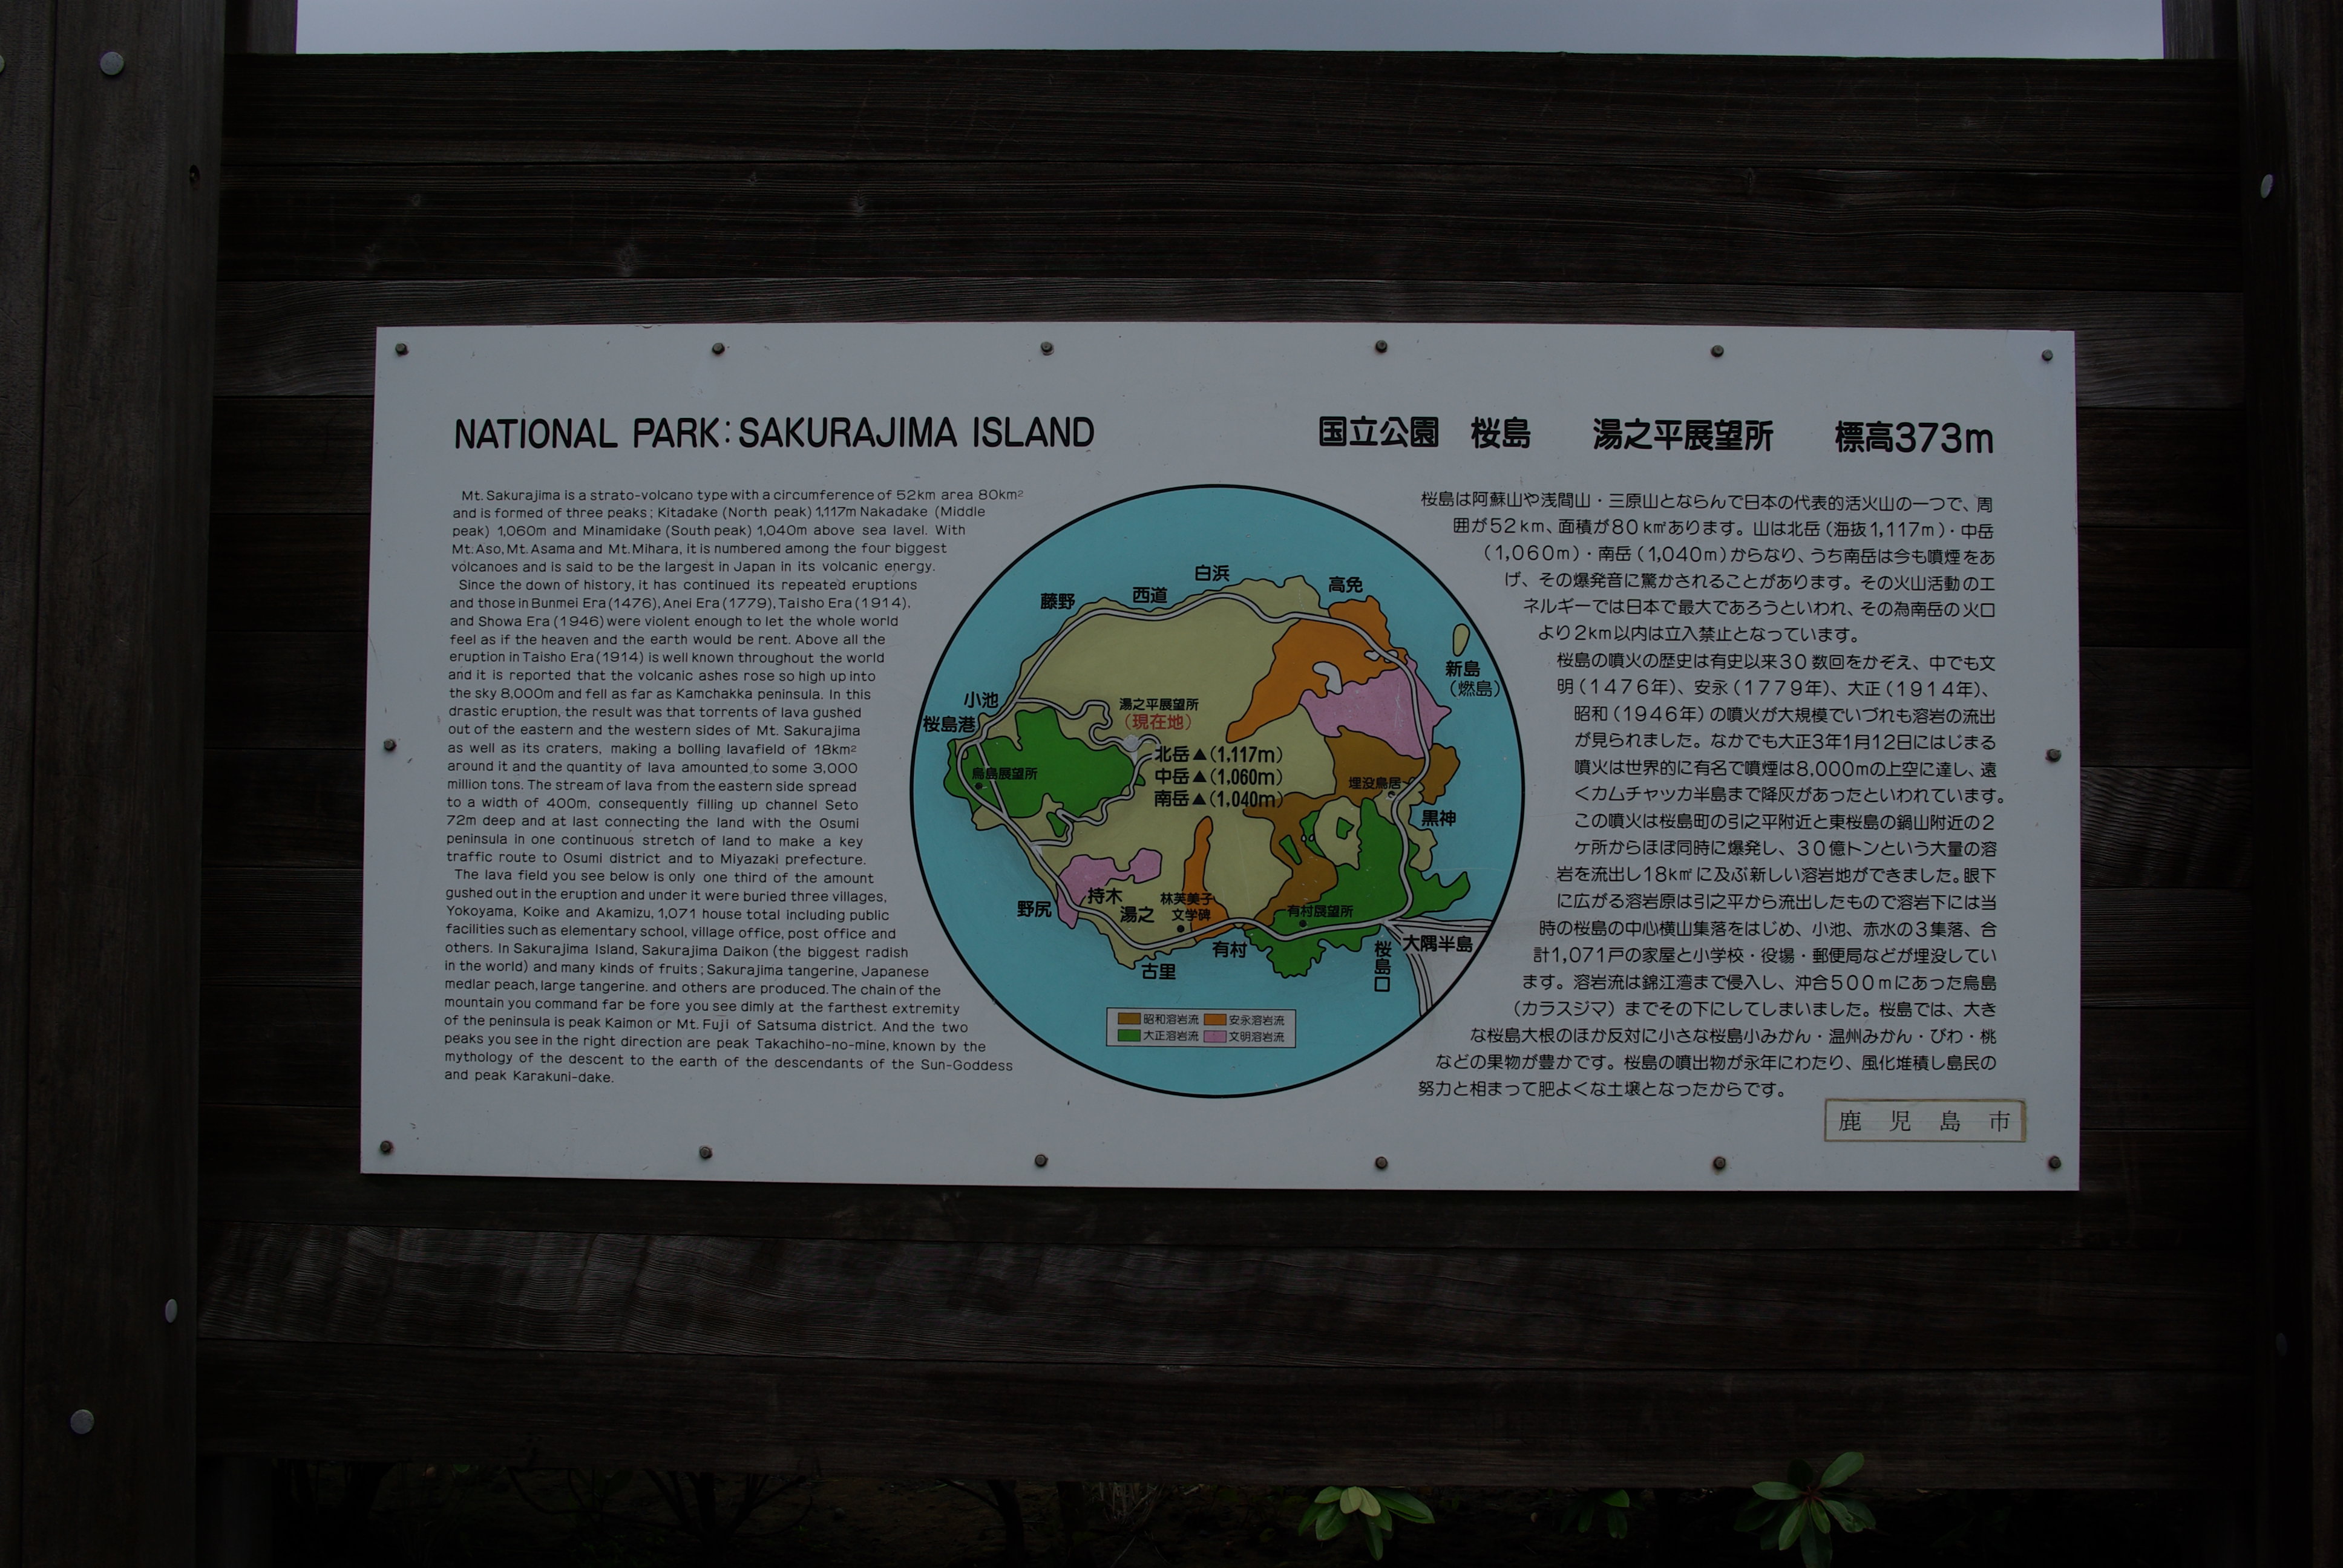 NATIONAL PARK: SAKURAJIMA ISLAND
国立公園 桜島 湯之平展望所 標高373m
Mt. Sakurajima is a strato-volcano type with a circumference of 52km area 80km²
and is formed of three peaks; Kitadake (North peak) 1,117m Nakadake (Middle
peak) 1,060m and Minamidake (South peak) 1,040m above sea lavel. With
Mt. Aso, Mt. Asama and Mt. Mihara, it is numbered among the four biggest
volcanoes and is said to be the largest in Japan in its volcanic energy.
Since the down of history, it has continued its repeated eruptions
and those in Bunmei Era (1476), Anei Era (1779), Taisho Era (1914),
and Showa Era (1946) were violent enough to let the whole world
feel as if the heaven and the earth would be rent. Above all the
eruption in Taisho Era (1914) is well known throughout the world
and it is reported that the volcanic ashes rose so high up into
the sky 8,000m and fell as far as Kamchakka peninsula. In this
drastic eruption, the result was that torrents of lava gushed
out of the eastern and the western sides of Mt. Sakurajima
as well as its craters, making a bolling lavafield of 18km²
around it and the quantity of lava amounted to some 3,000
million tons. The stream of lava from the eastern side spread
to a width of 400m, consequently filling up channel Seto
72m deep and at last connecting the land with the Osumi
peninsula in one continuous stretch of land to make a key
traffic route to Osumi district and to Miyazaki prefecture.
The lava field you see below is only one third of the amount
gushed out in the eruption and under it were buried three villages,
Yokoyama, Koike and Akamizu, 1,071 house total including public
facilities such as elementary school, village office, post office and
others. In Sakurajima Island, Sakurajima Daikon (the biggest radish
in the world) and many kinds of fruits; Sakurajima tangerine, Japanese
medlar peach, large tangerine. and others are produced. The chain of the
mountain you command far be fore you see dimly at the farthest extremity
of the peninsula is peak Kaimon or Mt. Fuji of Satsuma district. And the two
peaks you see in the right direction are peak Takachiho-no-mine, known by the
mythology of the descent to the earth of the descendants of the Sun-Goddess
and peak Karakuni-dake.
白浜
西道
高免
藤野
新島
(燃島)
小池
桜島港
湯之平展望所
(現在地)
北岳▲(1,117m)
中岳▲(1,060m)
南岳▲(1,040m)
烏島展望所
埋没鳥居
黒神
持木
野尻
湯之
林芙美子
文学碑
有村展望所
有村
古里
桜島口
大隅半島
昭和溶岩流 安永溶岩流
大正溶岩流 文明溶岩流
桜島は阿蘇山や浅間山・三原山とならんで日本の代表的活火山の一つで、周
囲が52km、面積が80km²あります。山は北岳(海抜1,117m)・中岳
(1,060m)・南岳(1,040m)からなり、うち南岳は今も噴煙をあ
げ、その爆発音に驚かされることがあります。その火山活動のエ
ネルギーでは日本で最大であろうといわれ、その為南岳の火口
より2km以内は立入禁止となっています。
桜島の噴火の歴史は有史以来30数回をかぞえ、中でも文
明(1476年)、安永(1779年)、大正(1914年)、
昭和(1946年)の噴火が大規模でいづれも溶岩の流出
が見られました。なかでも大正3年1月12日にはじまる
噴火は世界的に有名で噴煙は8,000mの上空に達し、遠
くカムチャッカ半島まで降灰があったといわれています。
この噴火は桜島町の引之平附近と東桜島の鍋山附近の2
ヶ所からほぼ同時に爆発し、30億トンという大量の溶
岩を流出し18km²に及ぶ新しい溶岩地ができました。眼下
に広がる溶岩原は引之平から流出したもので溶岩下には当
時の桜島の中心横山集落をはじめ、小池、赤水の3集落、合
計1,071戸の家屋と小学校・役場・郵便局などが埋没してい
ます。溶岩流は錦江湾まで侵入し、沖合500mにあった烏島
(カラスジマ)までその下にしてしまいました。桜島では、大き
な桜島大根のほか反対に小さな桜島小みかん・温州みかん・びわ・桃
などの果物が豊かです。桜島の噴出物が永年にわたり、風化堆積し島民の
努力と相まって肥よくな土壌となったからです。
鹿児島市